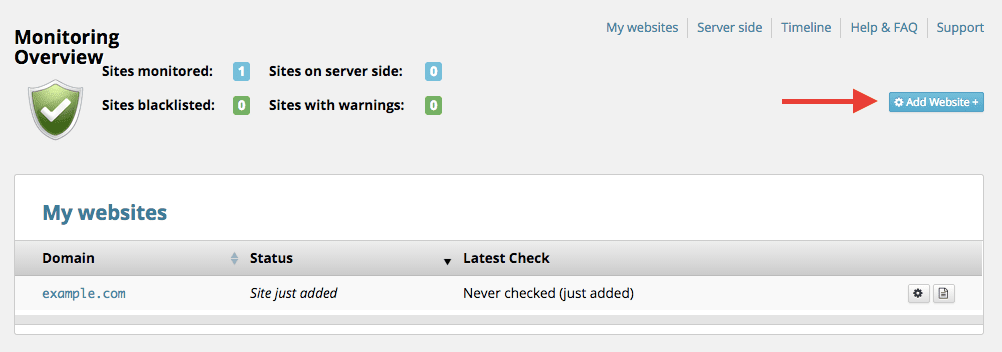 My websites Server side Timeline Help & FAQ Support
Monitoring
Overview
Sites monitored: 1 Sites on server side: 0
Sites blacklisted: 0 Sites with warnings: 0
Add Website +
My websites
Domain Status Latest Check
example.com Site just added Never checked (just added)